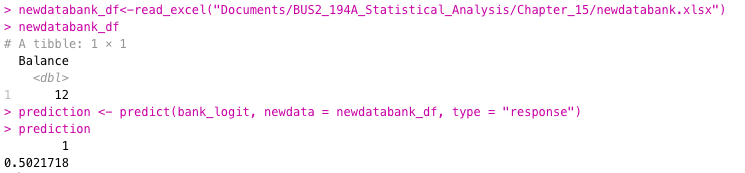 > newdatabank_df<-read_excel("Documents/BUS2_194A_Statistical_Analysis/Chapter_15/newdatabank.xlsx")
> newdatabank_df
# A tibble: 1 × 1
  Balance
    <dbl>
1      12
> prediction <- predict(bank_logit, newdata = newdatabank_df, type = "response")
> prediction
        1
0.5021718